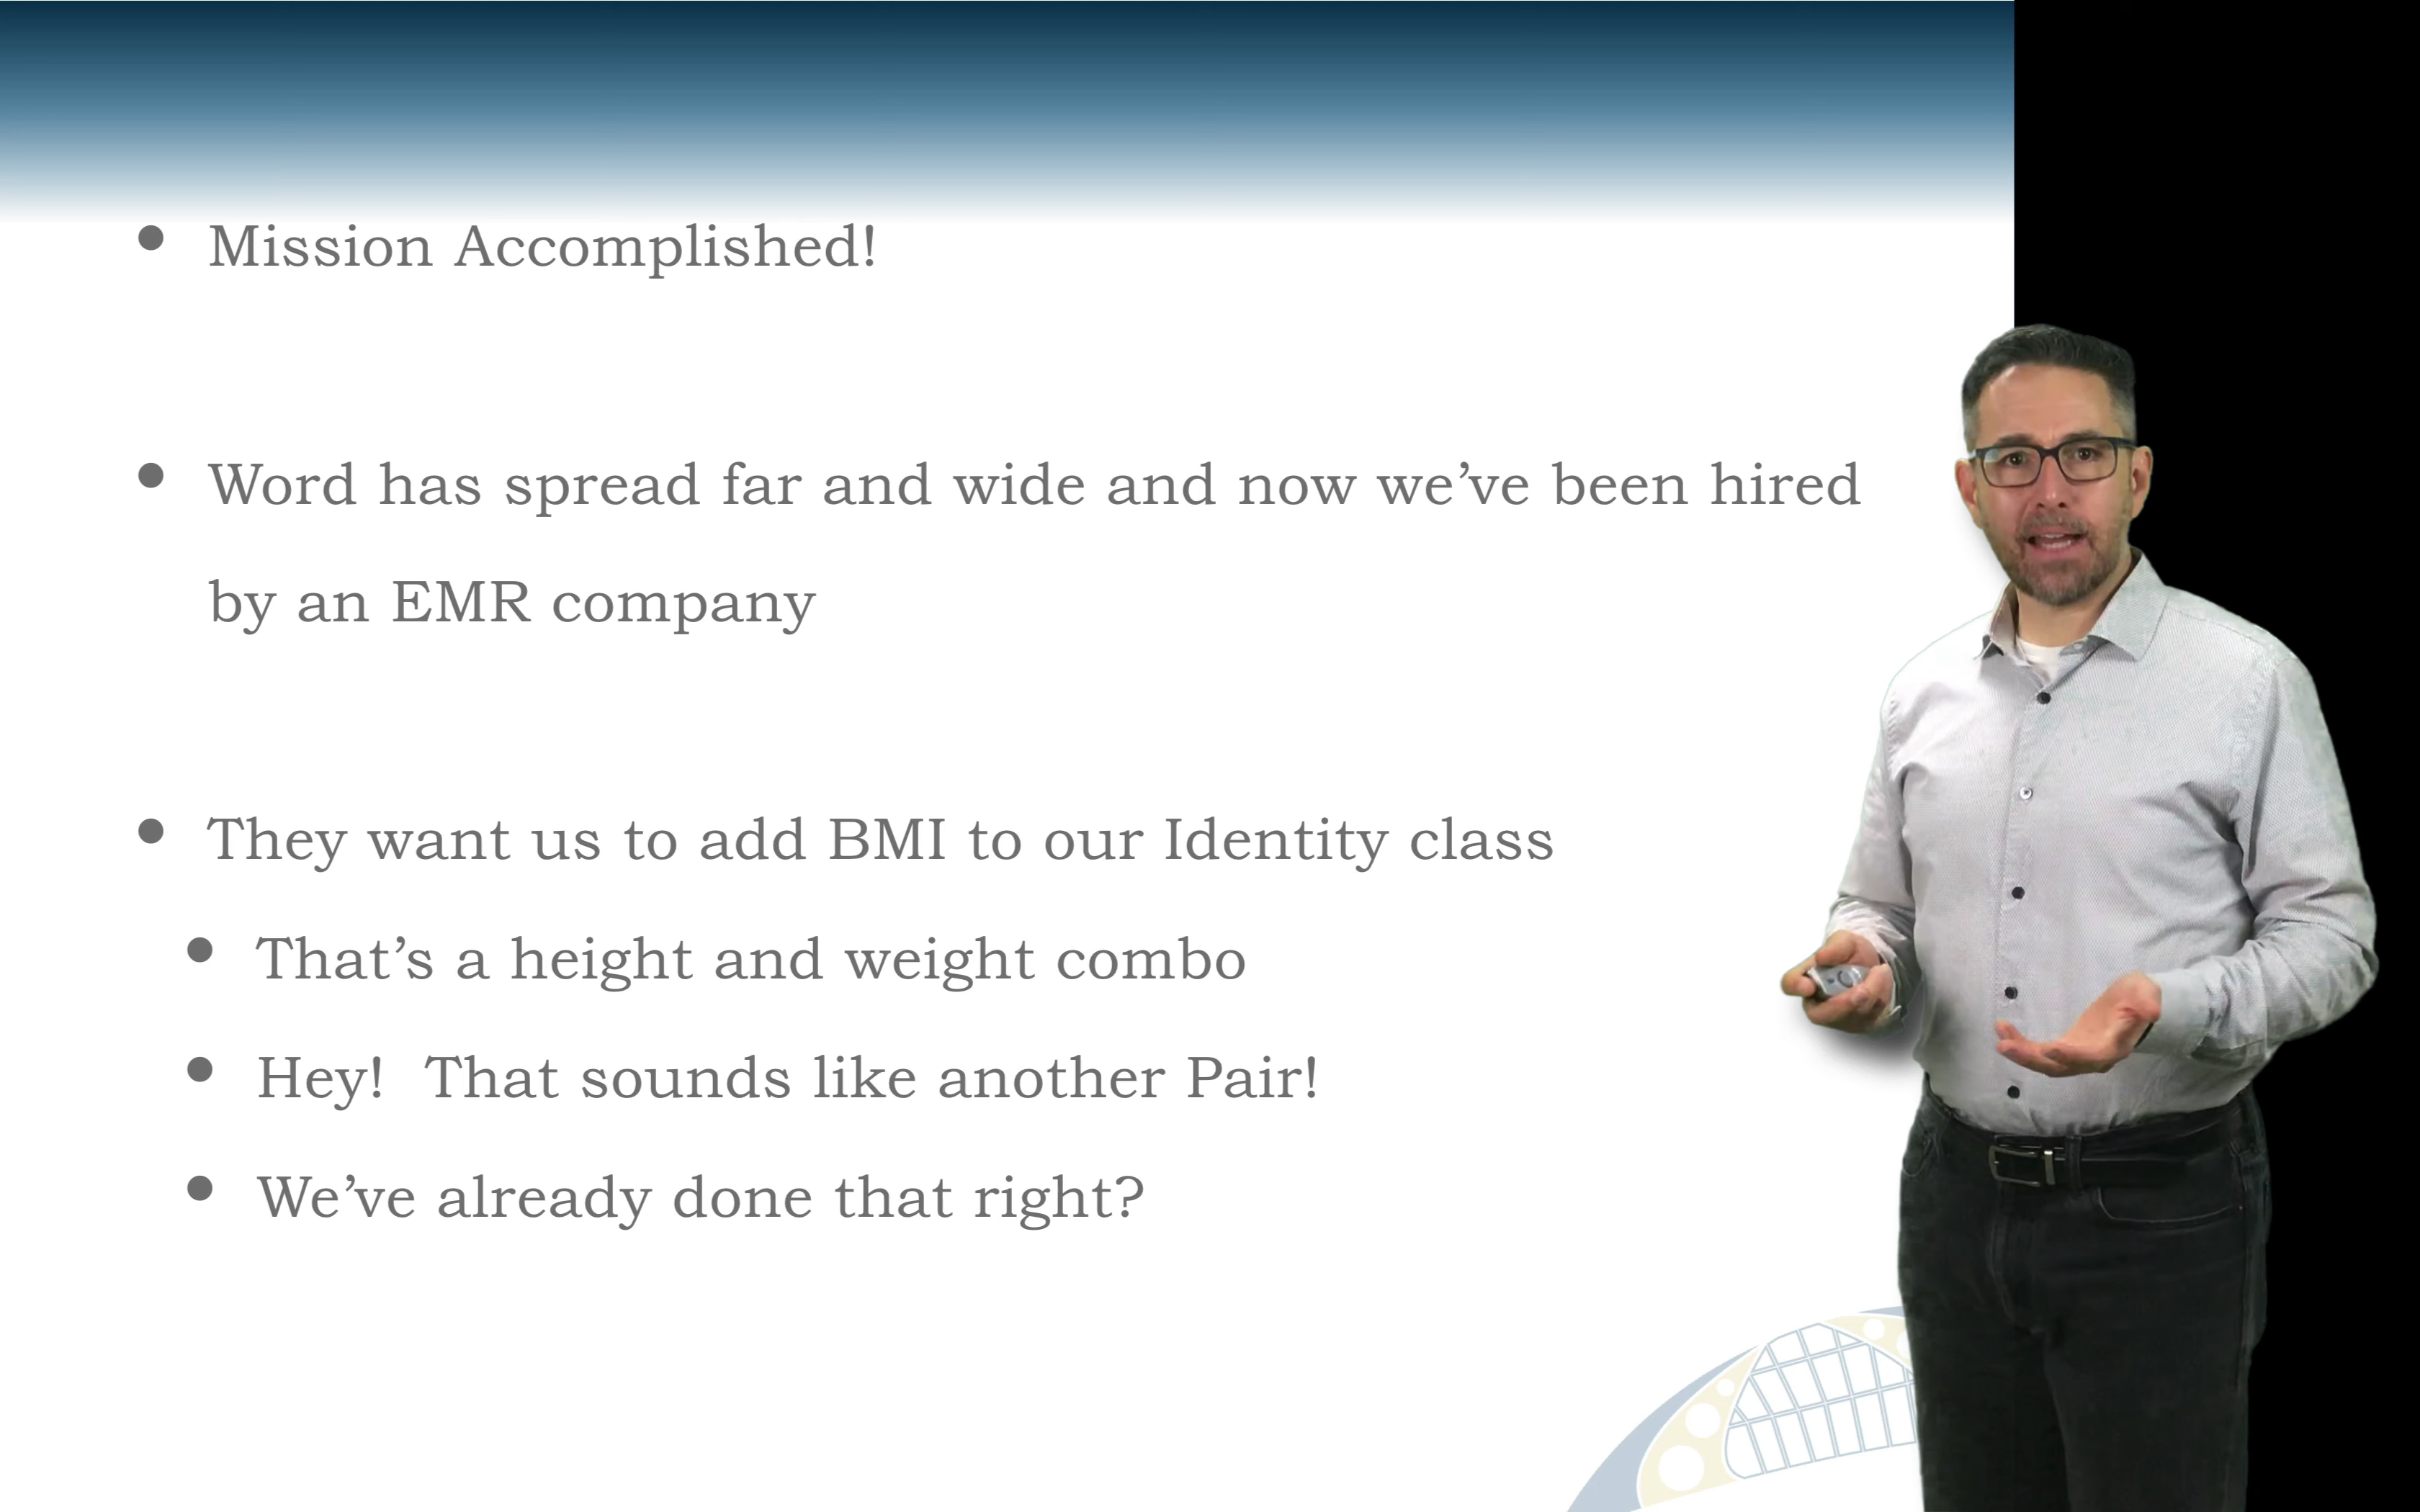 • Mission Accomplished!
• Word has spread far and wide and now we’ve been hired
by an EMR company
• They want us to add BMI to our Identity class
• That’s a height and weight combo
• Hey!  That sounds like another Pair!
• We’ve already done that right?